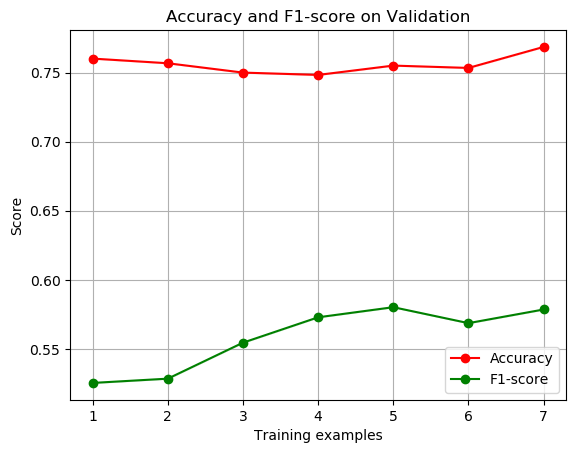 Accuracy and F1-score on Validation
Score
0.75
0.70
0.65
0.60
0.55
1 2 3 4 5 6 7
Training examples
Accuracy
F1-score